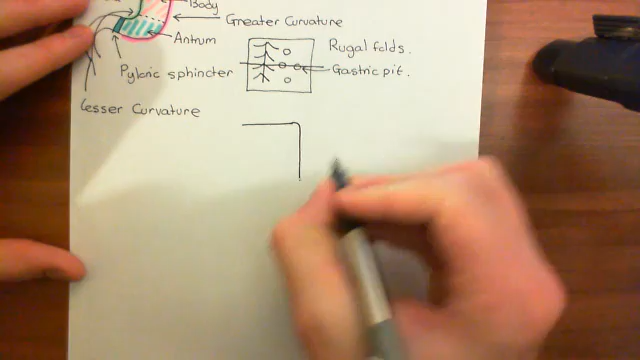 Body
Greater Curvature
Antrum
Rugal folds.
Pyloric sphincter
Gastric pit.
Lesser Curvature